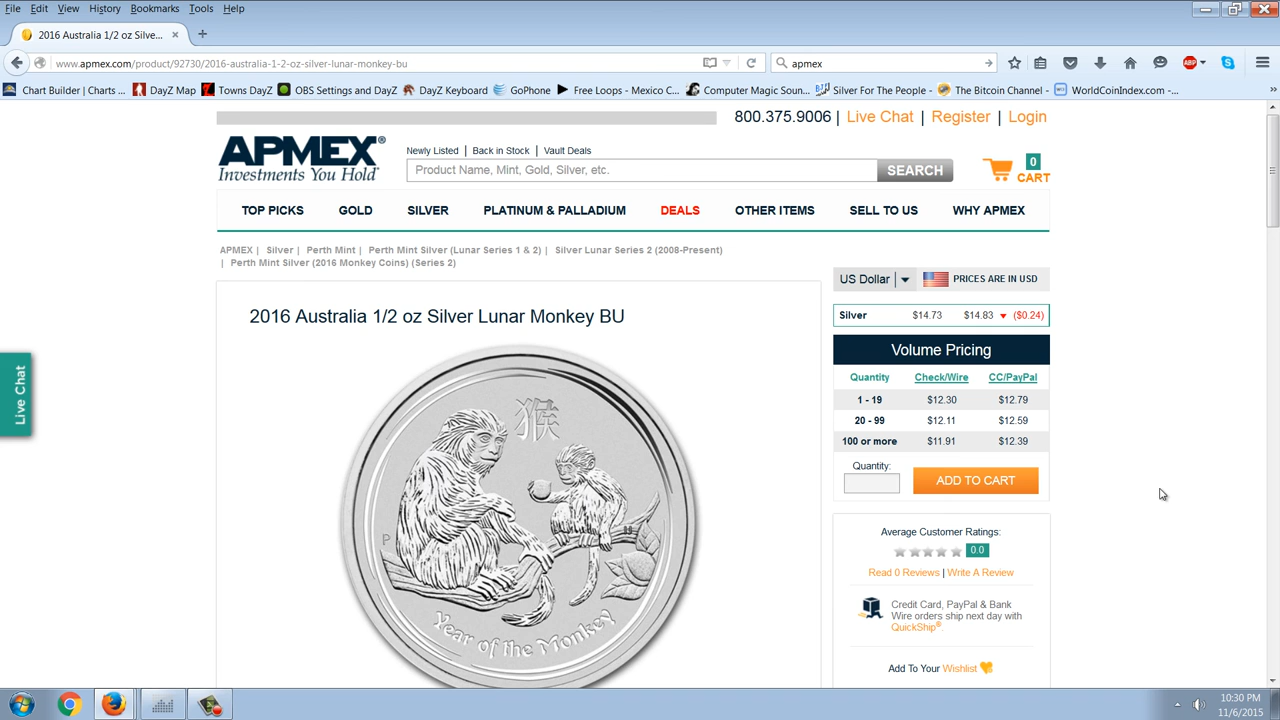 File Edit View History Bookmarks Tools Help
2016 Australia 1/2 oz Silve... × +
www.apmex.com/product/92730/2016-australia-1-2-oz-silver-lunar-monkey-bu
apmex
ABP
Chart Builder | Charts ... DayZ Map Towns DayZ OBS Settings and DayZ DayZ Keyboard GoPhone Free Loops - Mexico C... Computer Magic Soun... Silver For The People - The Bitcoin Channel - WorldCoinIndex.com -... »
800.375.9006 | Live Chat | Register | Login
APMEX®
Investments You Hold™
Newly Listed | Back in Stock | Vault Deals
Product Name, Mint, Gold, Silver, etc. SEARCH
0
CART
TOP PICKS GOLD SILVER PLATINUM & PALLADIUM DEALS OTHER ITEMS SELL TO US WHY APMEX
APMEX | Silver | Perth Mint | Perth Mint Silver (Lunar Series 1 & 2) | Silver Lunar Series 2 (2008-Present)
| Perth Mint Silver (2016 Monkey Coins) (Series 2)
US Dollar PRICES ARE IN USD
2016 Australia 1/2 oz Silver Lunar Monkey BU
Silver $14.73 $14.83 ($0.24)
Volume Pricing
Quantity Check/Wire CC/PayPal
1 - 19 $12.30 $12.79
20 - 99 $12.11 $12.59
100 or more $11.91 $12.39
Quantity:
ADD TO CART
Live Chat
猴
P
Year of the Monkey
Average Customer Ratings:
0.0
Read 0 Reviews | Write A Review
Credit Card, PayPal & Bank
Wire orders ship next day with
QuickShip®.
Add To Your Wishlist
10:30 PM
11/6/2015